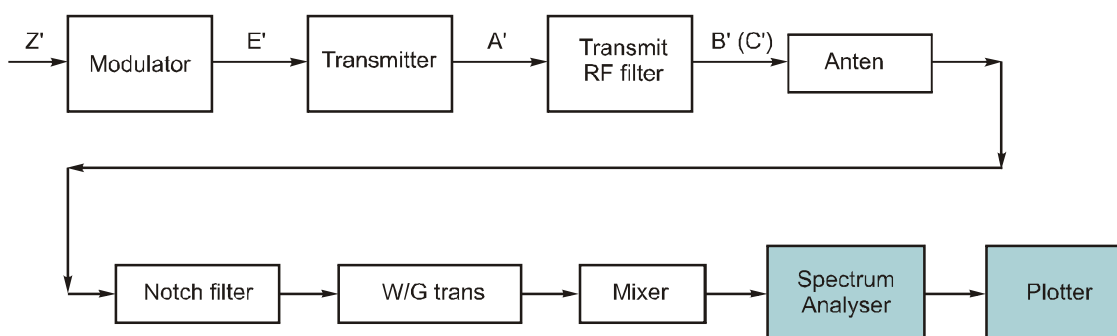 Z'
Modulator
E'
Transmitter
A'
Transmit
RF filter
B' (C')
Anten
Notch filter
W/G trans
Mixer
Spectrum
Analyser
Plotter